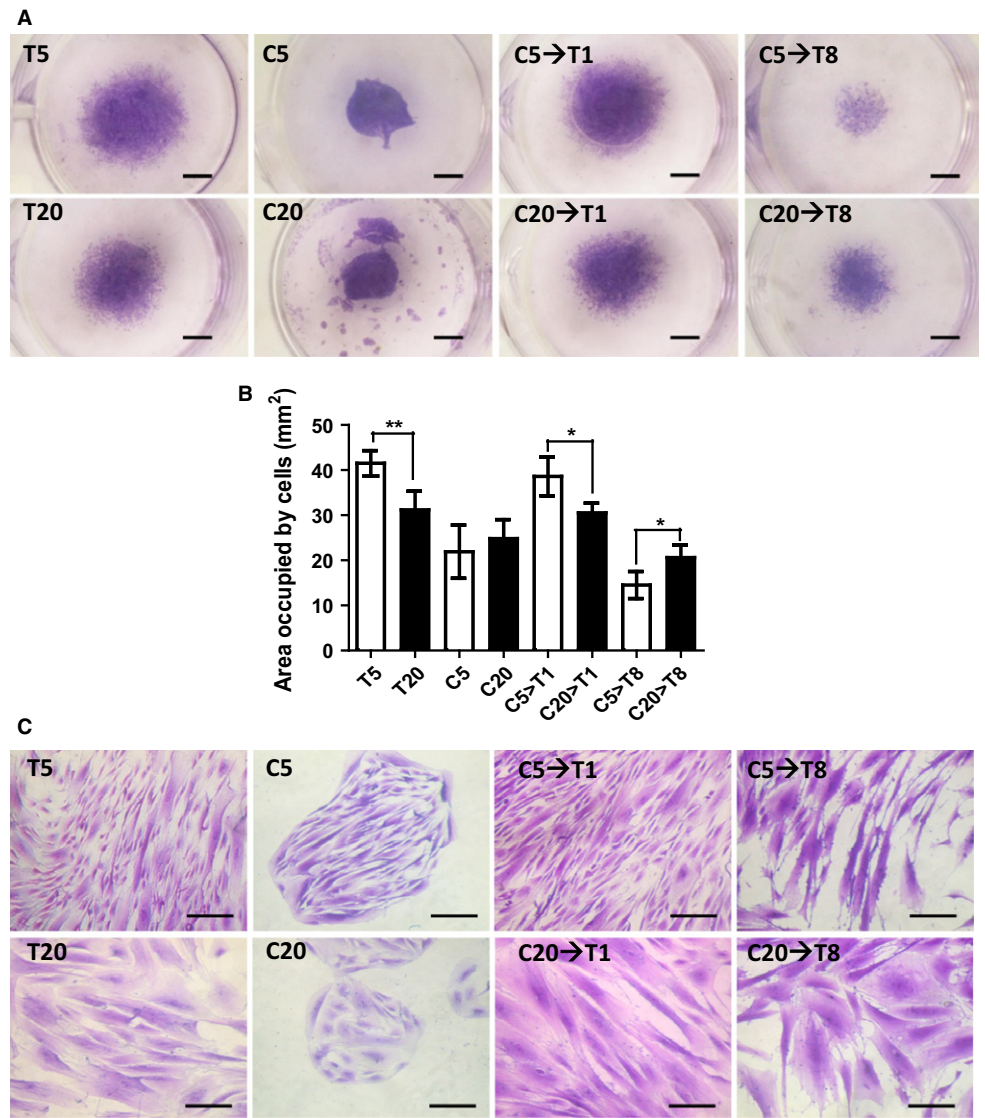 A
T5
C5
C5→T1
C5→T8
T20
C20
C20→T1
C20→T8
B
Area occupied by cells (mm²)
50
40
30
20
10
0
**
*
*
T5
T20
C5
C20
C5>T1
C20>T1
C5>T8
C20>T8
C
T5
C5
C5→T1
C5→T8
T20
C20
C20→T1
C20→T8